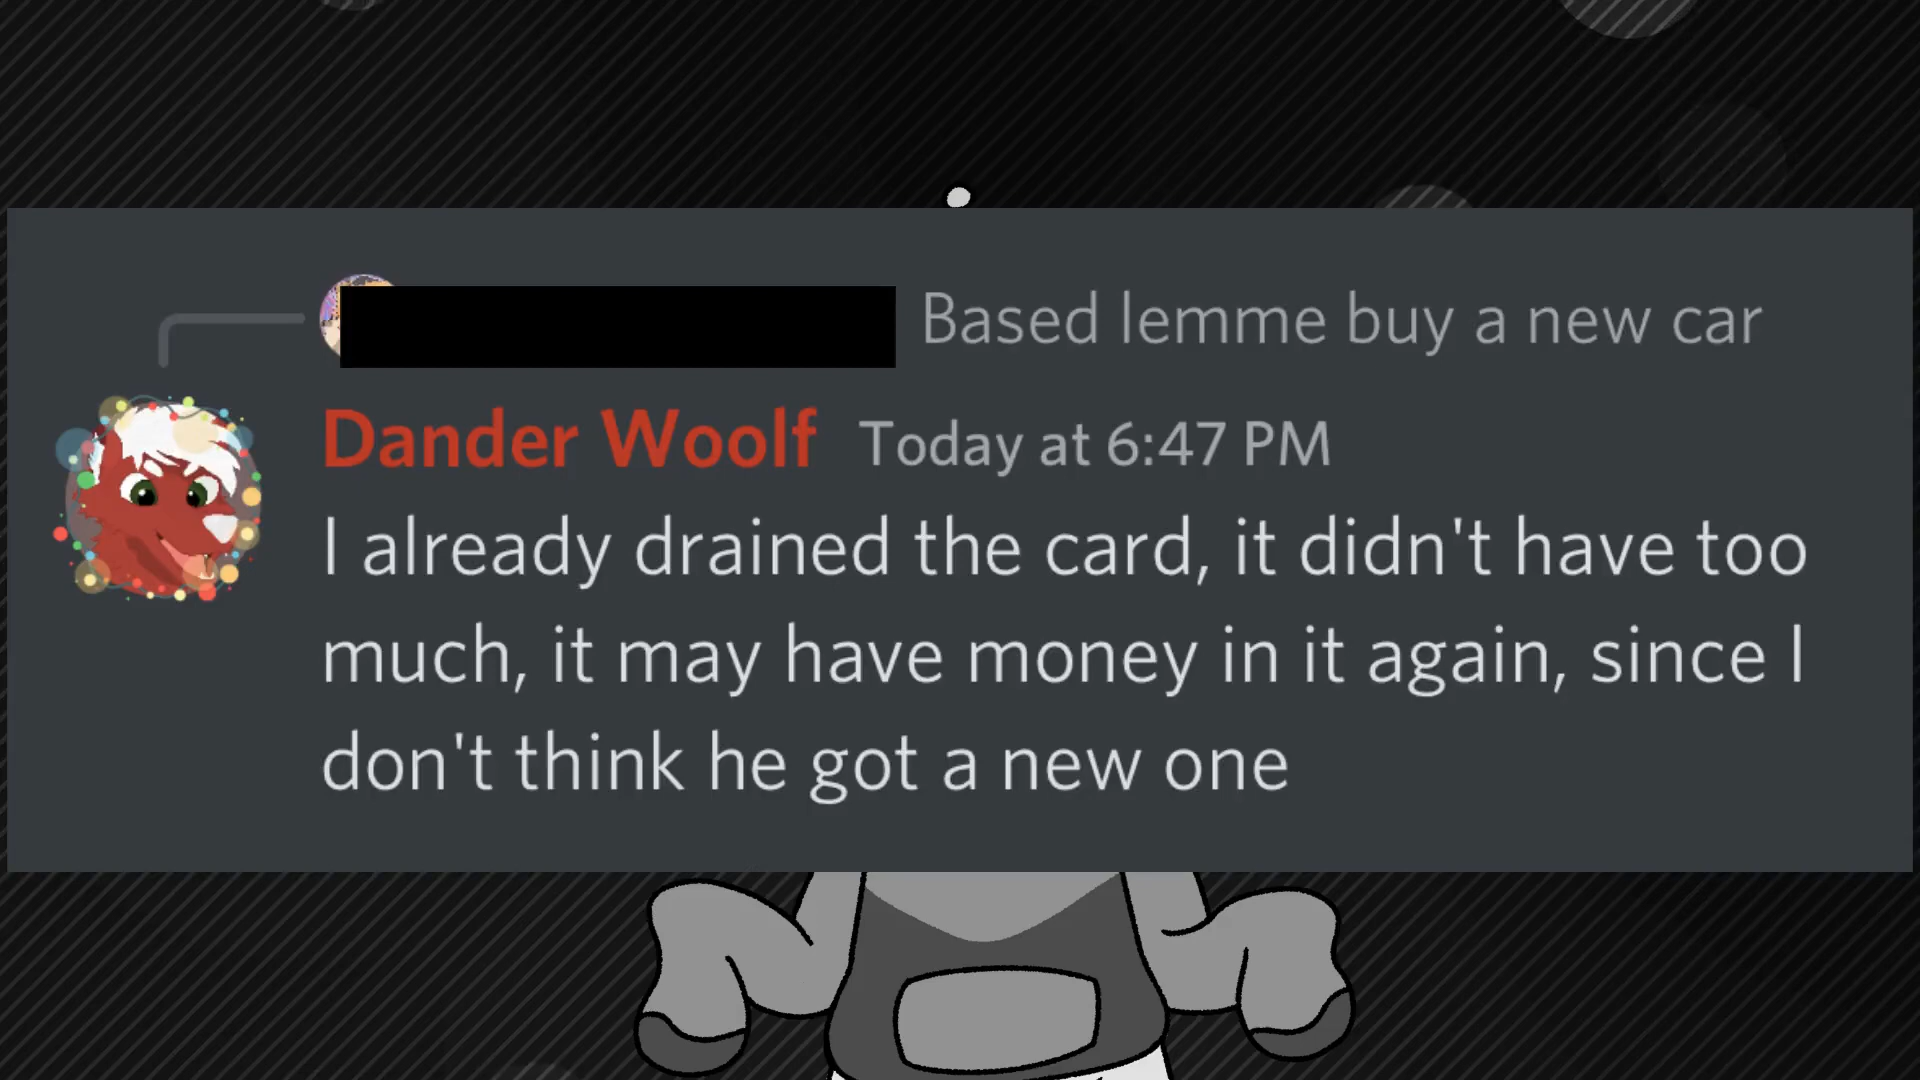 Based lemme buy a new car
Dander Woolf Today at 6:47 PM
I already drained the card, it didn't have too
much, it may have money in it again, since I
don't think he got a new one